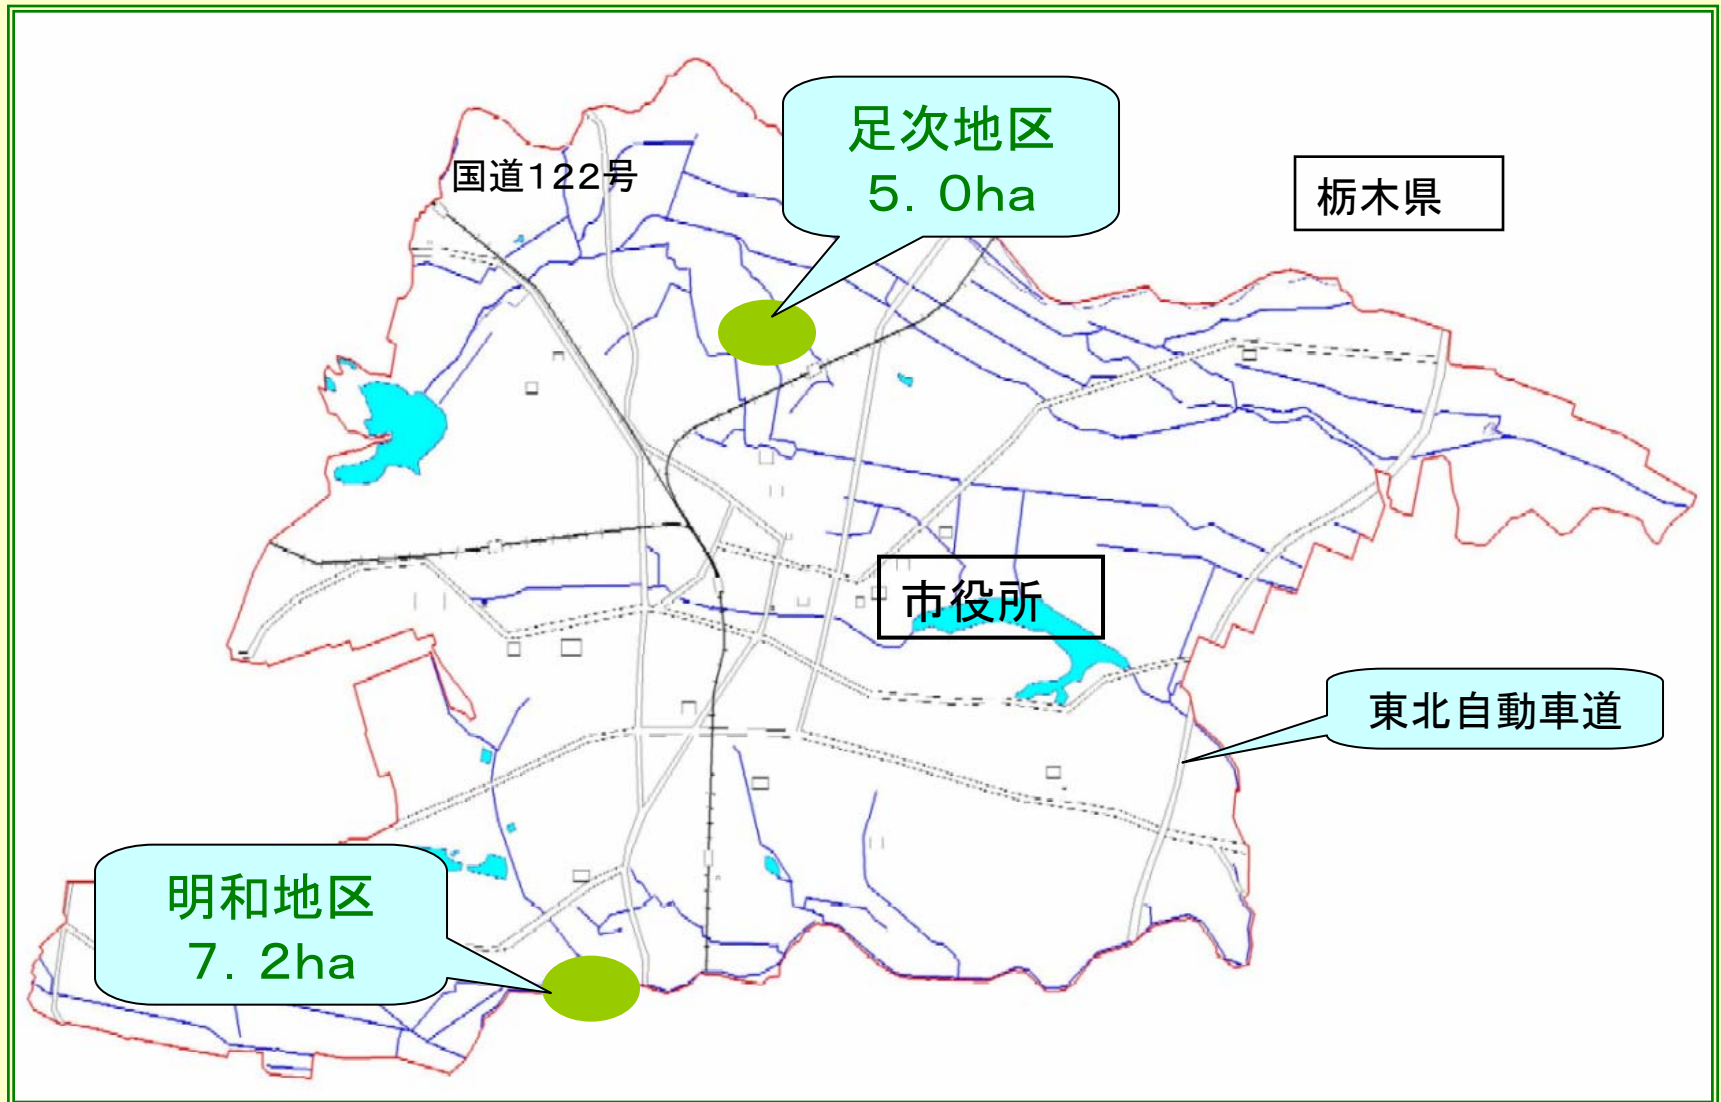 足次地区
5．0ha
国道122号
栃木県
市役所
東北自動車道
明和地区
7．2ha